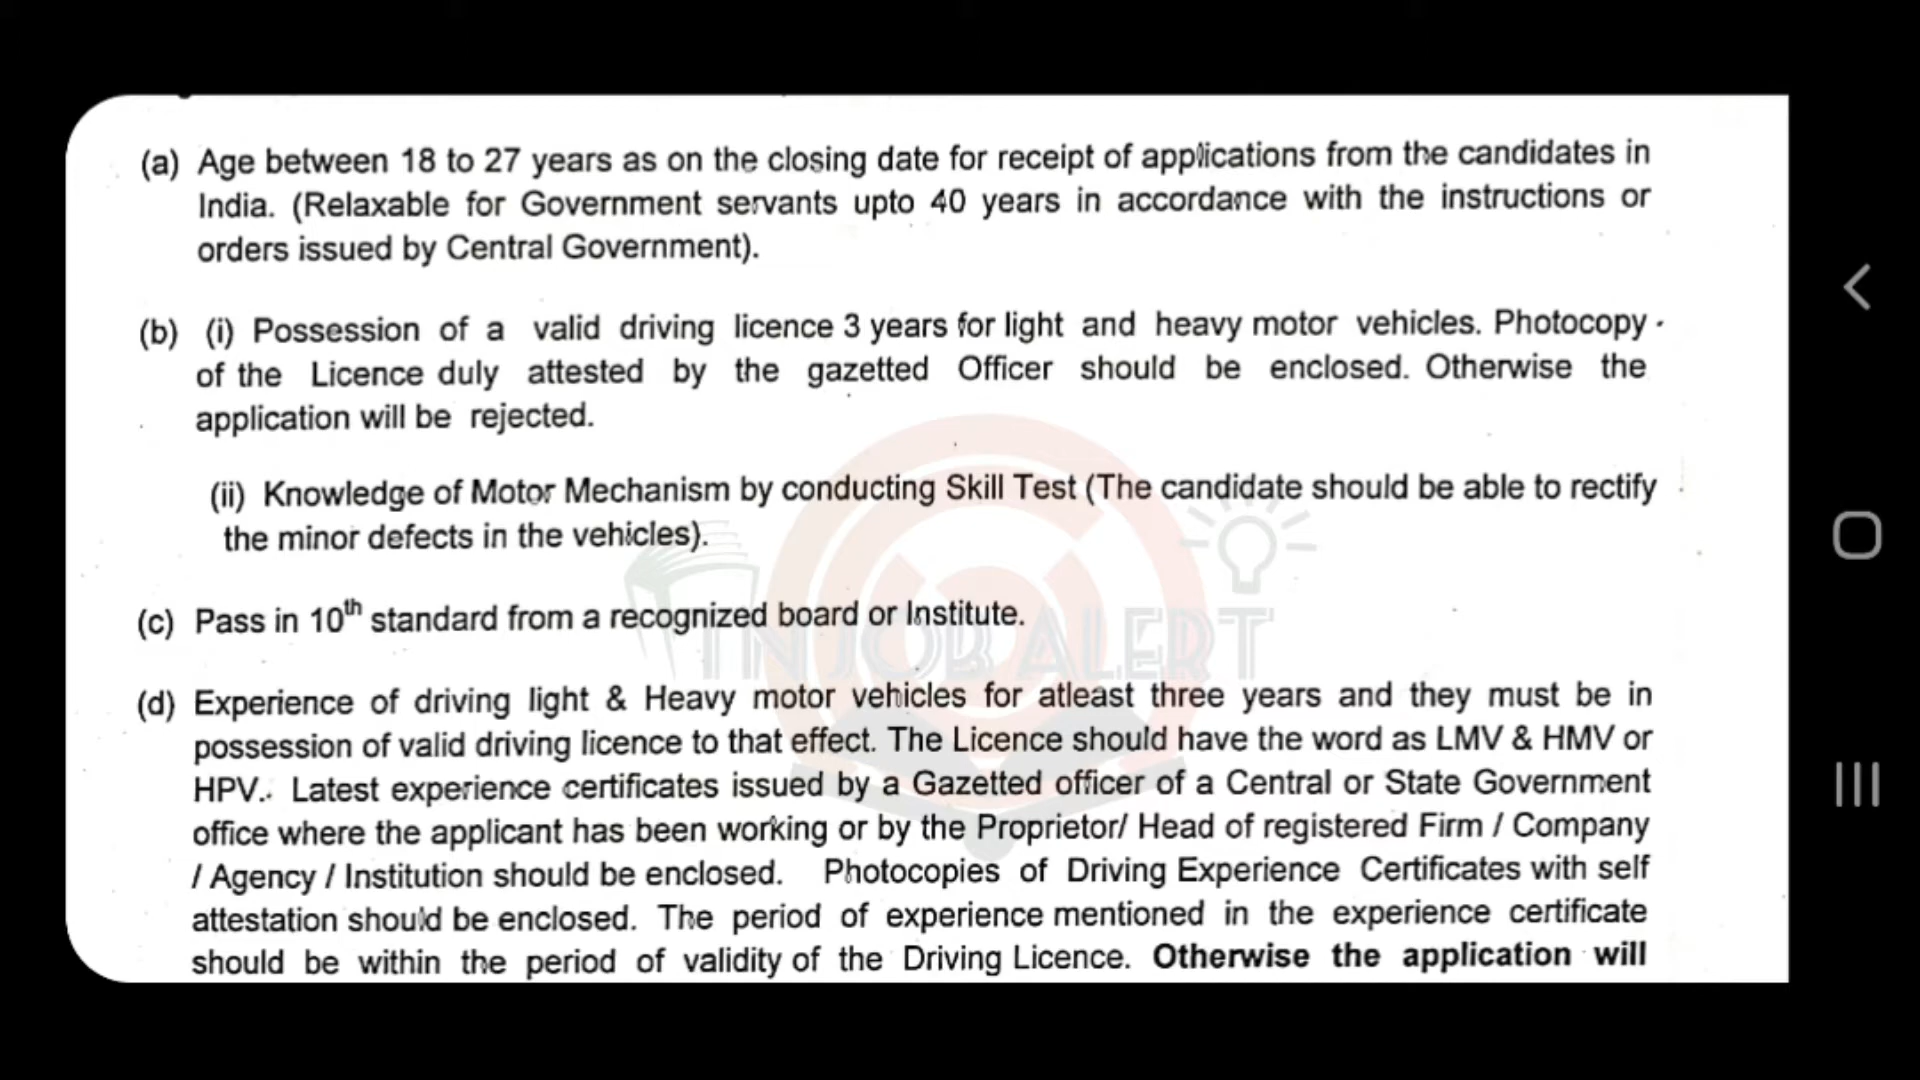 (a) Age between 18 to 27 years as on the closing date for receipt of applications from the candidates in
India. (Relaxable for Government servants upto 40 years in accordance with the instructions or
orders issued by Central Government).
(b) (i) Possession of a valid driving licence 3 years for light and heavy motor vehicles. Photocopy
of the Licence duly attested by the gazetted Officer should be enclosed. Otherwise the
application will be rejected.
(ii) Knowledge of Motor Mechanism by conducting Skill Test (The candidate should be able to rectify
the minor defects in the vehicles).
(c) Pass in 10th standard from a recognized board or Institute.
TN JOB ALERT
(d) Experience of driving light & Heavy motor vehicles for atleast three years and they must be in
possession of valid driving licence to that effect. The Licence should have the word as LMV & HMV or
HPV.. Latest experience certificates issued by a Gazetted officer of a Central or State Government
office where the applicant has been working or by the Proprietor/ Head of registered Firm / Company
/ Agency / Institution should be enclosed. Photocopies of Driving Experience Certificates with self
attestation should be enclosed. The period of experience mentioned in the experience certificate
should be within the period of validity of the Driving Licence. Otherwise the application will